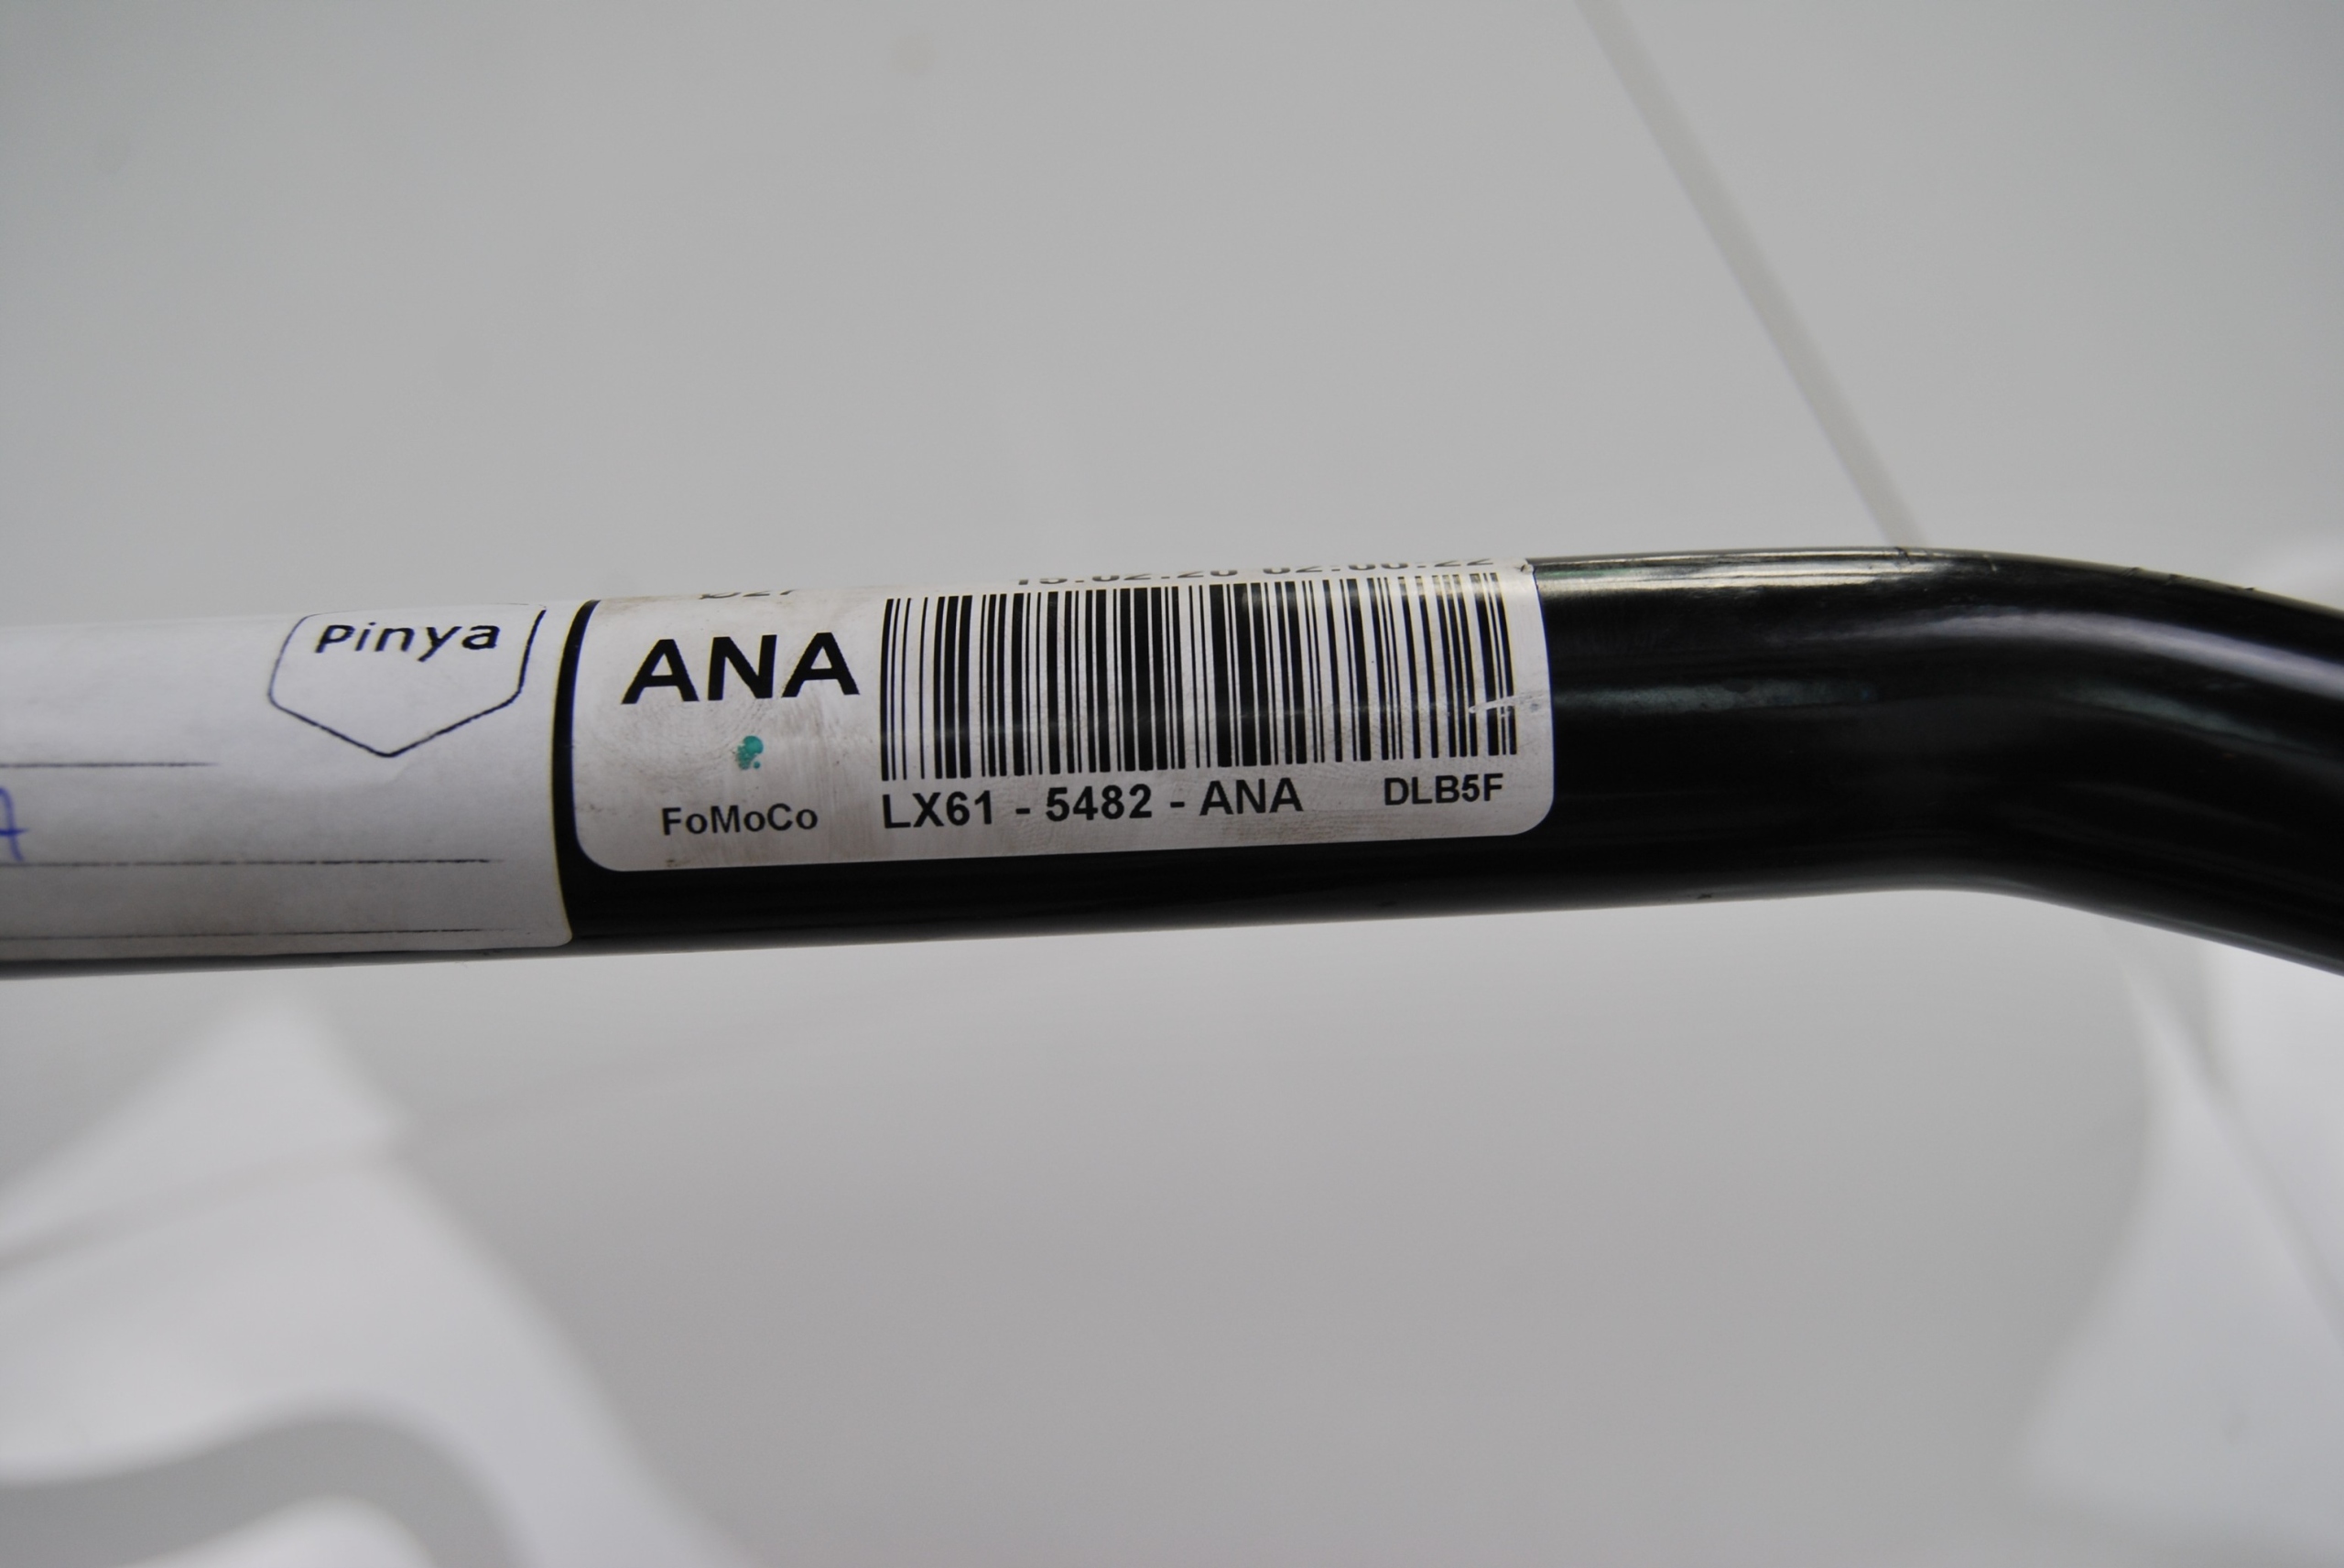 Pinya
ANA
FoMoCo
LX61 - 5482 - ANA DLB5F